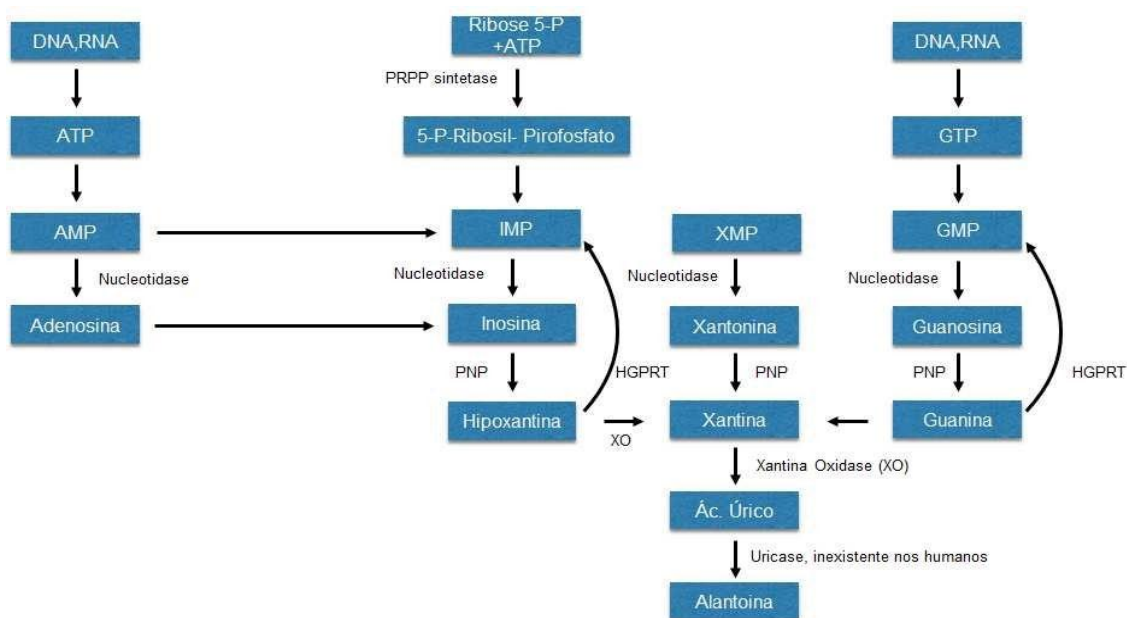 DNA,RNA
Ribose 5-P
+ATP
DNA,RNA
PRPP sintetase
ATP
5-P-Ribosil- Pirofosfato
GTP
AMP
IMP
XMP
GMP
Nucleotidase
Nucleotidase
Nucleotidase
Nucleotidase
Adenosina
Inosina
Xantonina
Guanosina
PNP
HGPRT
PNP
PNP
HGPRT
Hipoxantina
XO
Xantina
Guanina
Xantina Oxidase (XO)
Ác. Úrico
Uricase, inexistente nos humanos
Alantoina